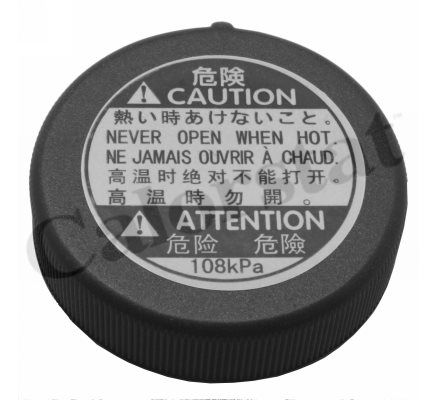 危険
⚠ CAUTION
熱い時あけないこと。
NEVER OPEN WHEN HOT.
NE JAMAIS OUVRIR À CHAUD.
高温时绝对不能打开。
高温時勿開。
⚠ ATTENTION
危险 危險
108kPa
Calorstat